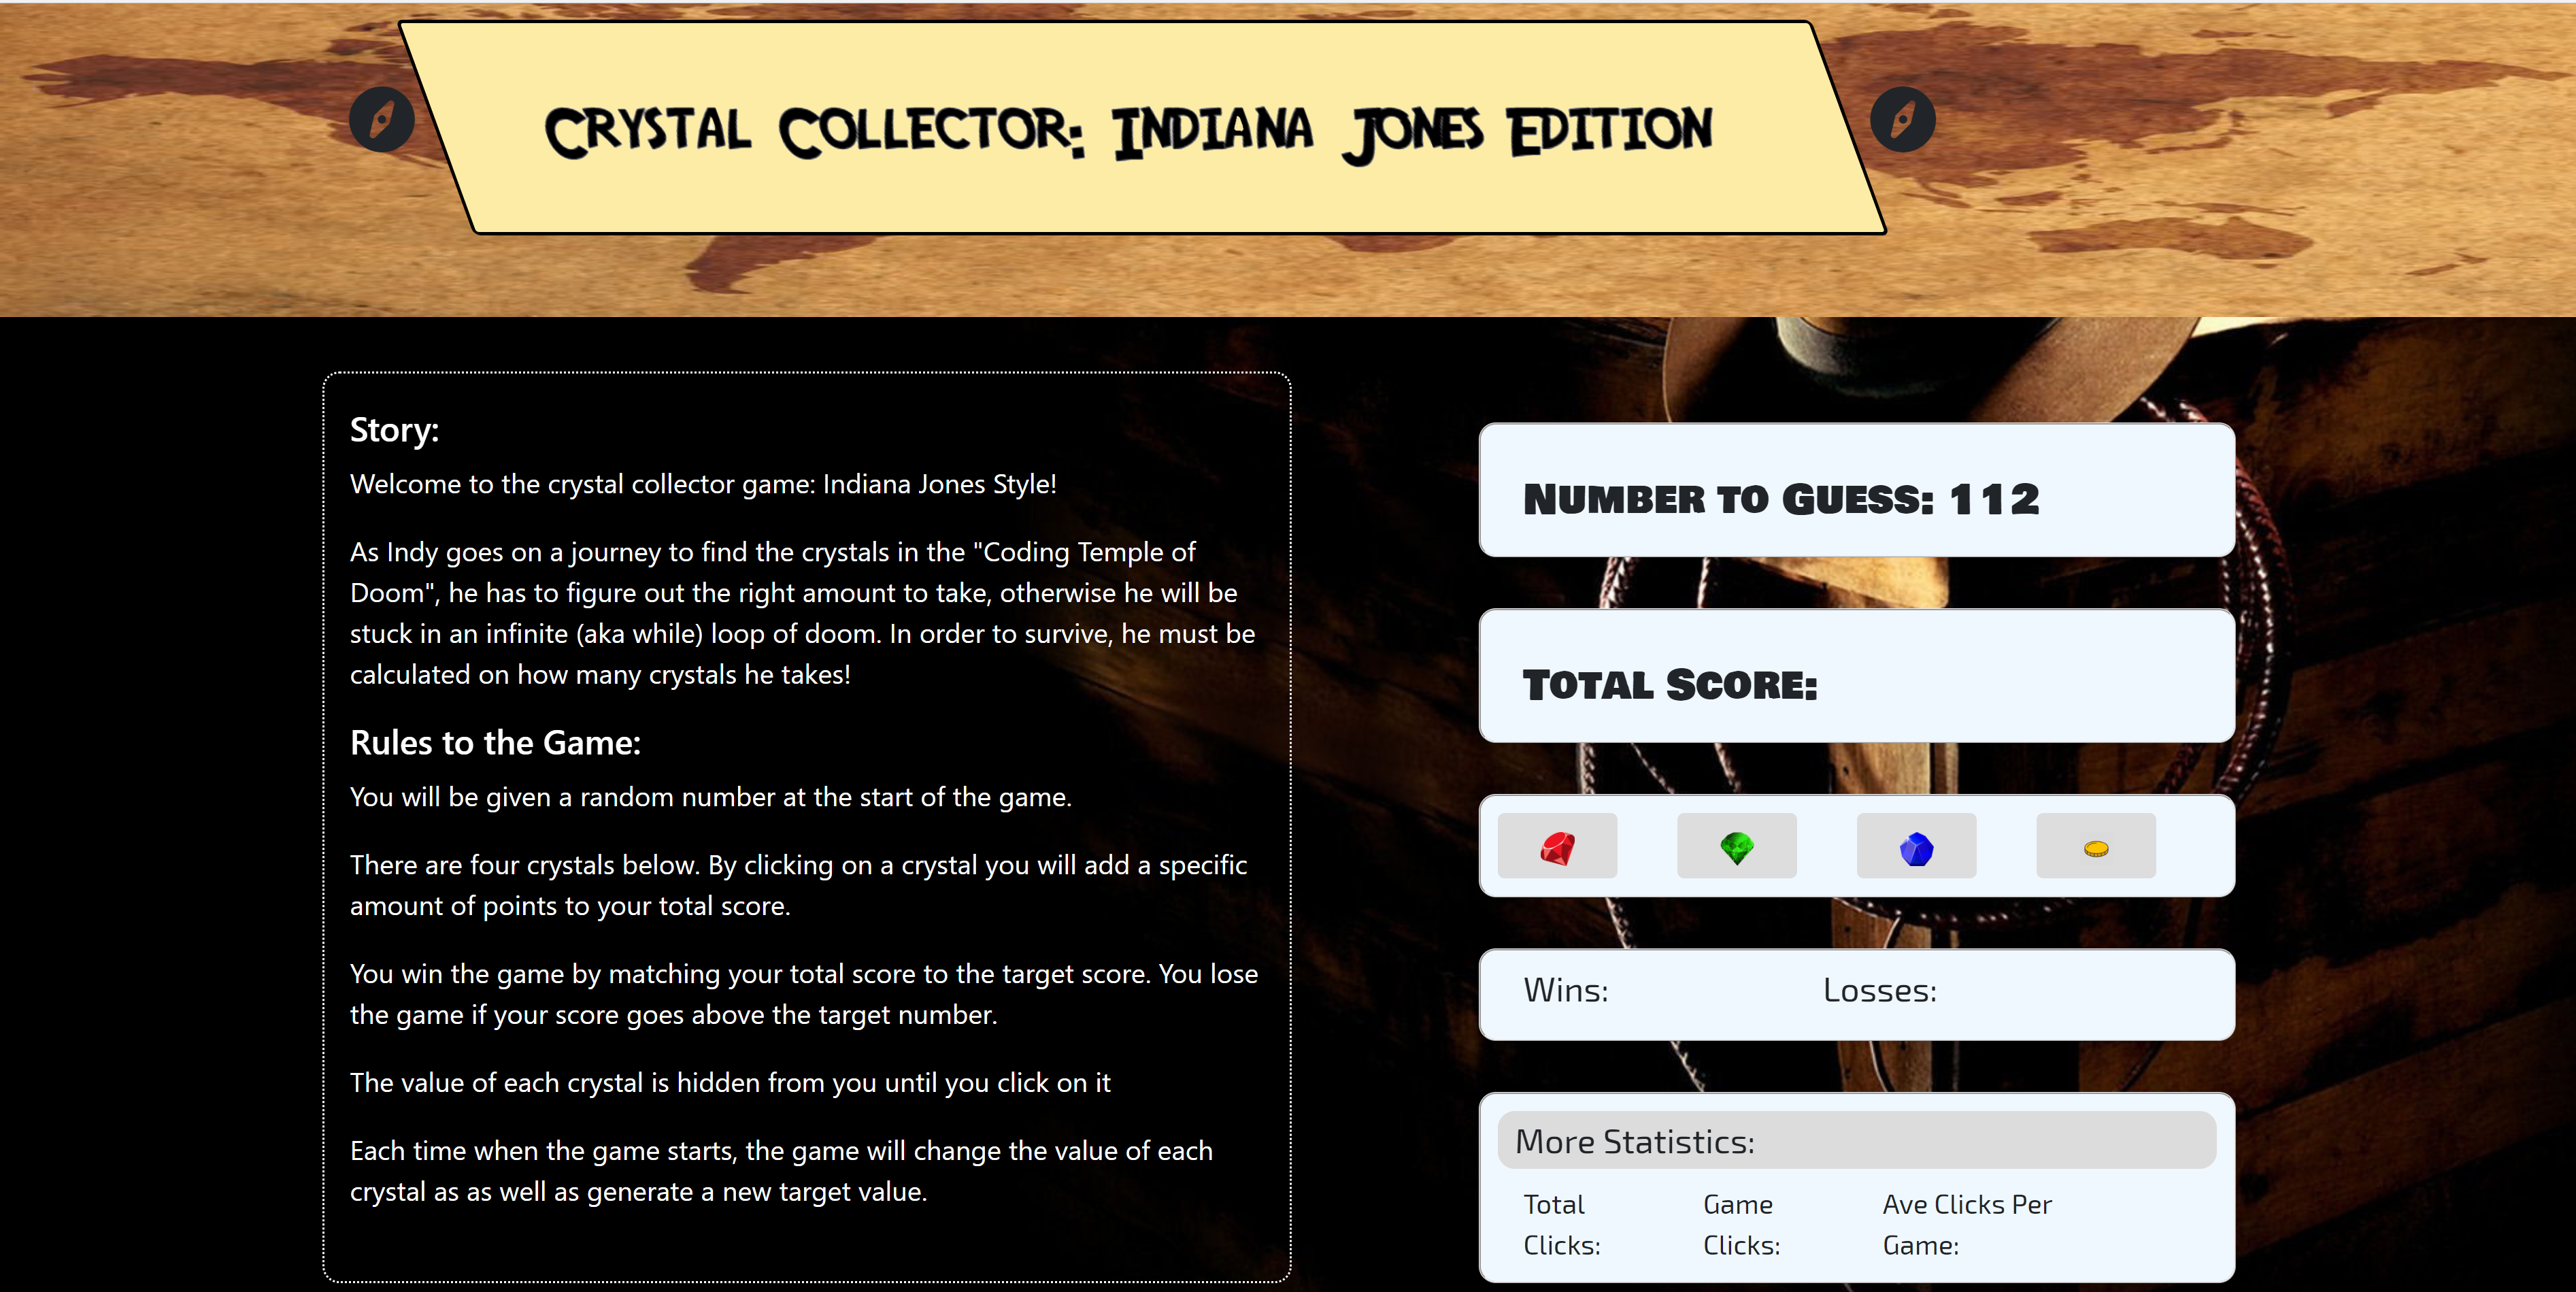 Crystal Collector: Indiana Jones Edition
Story:
Welcome to the crystal collector game: Indiana Jones Style!
As Indy goes on a journey to find the crystals in the "Coding Temple of
Doom", he has to figure out the right amount to take, otherwise he will be
stuck in an infinite (aka while) loop of doom. In order to survive, he must be
calculated on how many crystals he takes!
Rules to the Game:
You will be given a random number at the start of the game.
There are four crystals below. By clicking on a crystal you will add a specific
amount of points to your total score.
You win the game by matching your total score to the target score. You lose
the game if your score goes above the target number.
The value of each crystal is hidden from you until you click on it
Each time when the game starts, the game will change the value of each
crystal as as well as generate a new target value.
Number to Guess: 112
Total Score:
Wins:
Losses:
More Statistics:
Total
Clicks:
Game
Clicks:
Ave Clicks Per
Game: